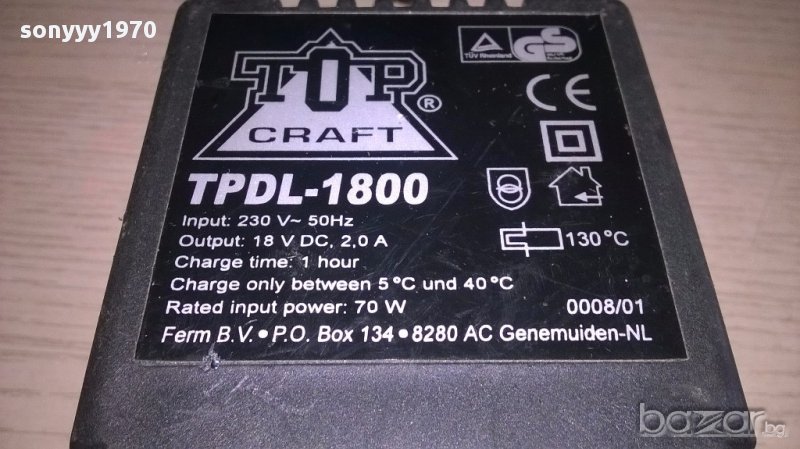 sonyyy1970
TOP
CRAFT
®
TÜV Rheinland
GS
CE
TPDL-1800
Input: 230 V~ 50Hz
Output: 18 V DC, 2,0 A
130°C
Charge time: 1 hour
Charge only between 5°C und 40°C
Rated input power: 70 W
0008/01
Ferm B.V.•P.O. Box 134•8280 AC Genemuiden-NL
bazar.bg